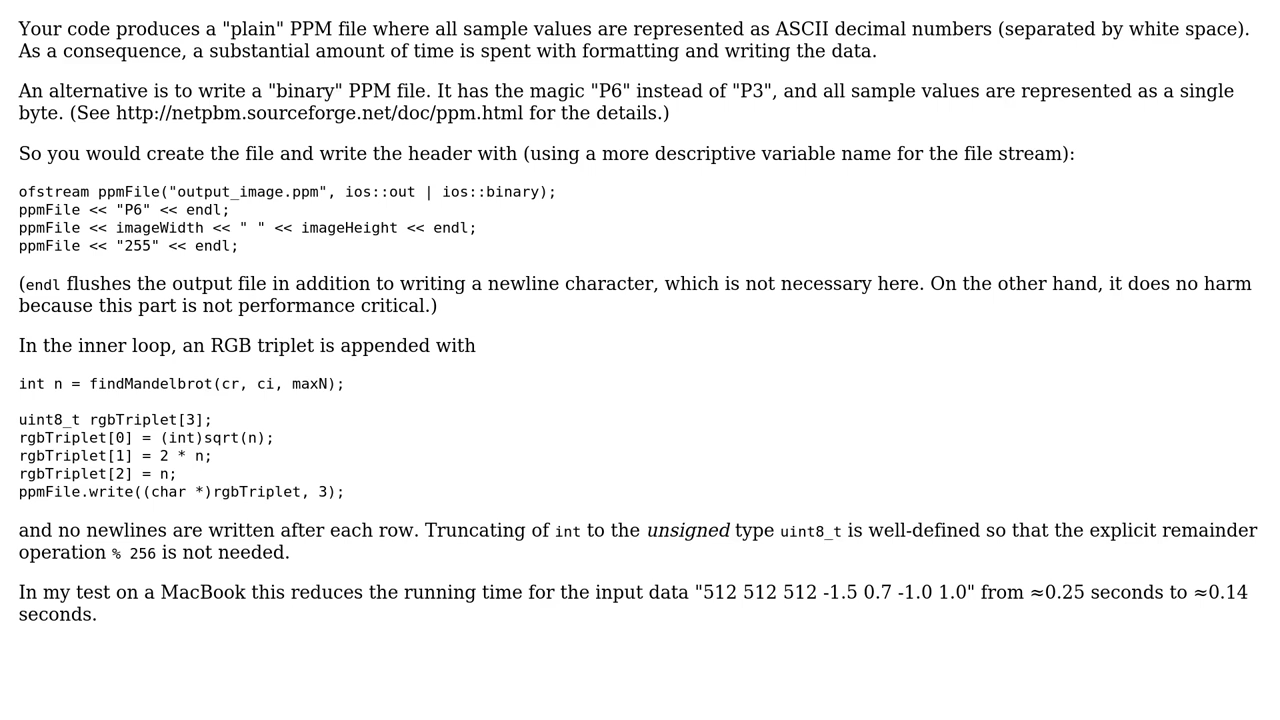 Your code produces a "plain" PPM file where all sample values are represented as ASCII decimal numbers (separated by white space).
As a consequence, a substantial amount of time is spent with formatting and writing the data.
An alternative is to write a "binary" PPM file. It has the magic "P6" instead of "P3", and all sample values are represented as a single
byte. (See http://netpbm.sourceforge.net/doc/ppm.html for the details.)
So you would create the file and write the header with (using a more descriptive variable name for the file stream):
ofstream ppmFile("output_image.ppm", ios::out | ios::binary);
ppmFile << "P6" << endl;
ppmFile << imageWidth << " " << imageHeight << endl;
ppmFile << "255" << endl;
(endl flushes the output file in addition to writing a newline character, which is not necessary here. On the other hand, it does no harm
because this part is not performance critical.)
In the inner loop, an RGB triplet is appended with
int n = findMandelbrot(cr, ci, maxN);
uint8_t rgbTriplet[3];
rgbTriplet[0] = (int)sqrt(n);
rgbTriplet[1] = 2 * n;
rgbTriplet[2] = n;
ppmFile.write((char *)rgbTriplet, 3);
and no newlines are written after each row. Truncating of int to the unsigned type uint8_t is well-defined so that the explicit remainder
operation % 256 is not needed.
In my test on a MacBook this reduces the running time for the input data "512 512 512 -1.5 0.7 -1.0 1.0" from ≈0.25 seconds to ≈0.14
seconds.